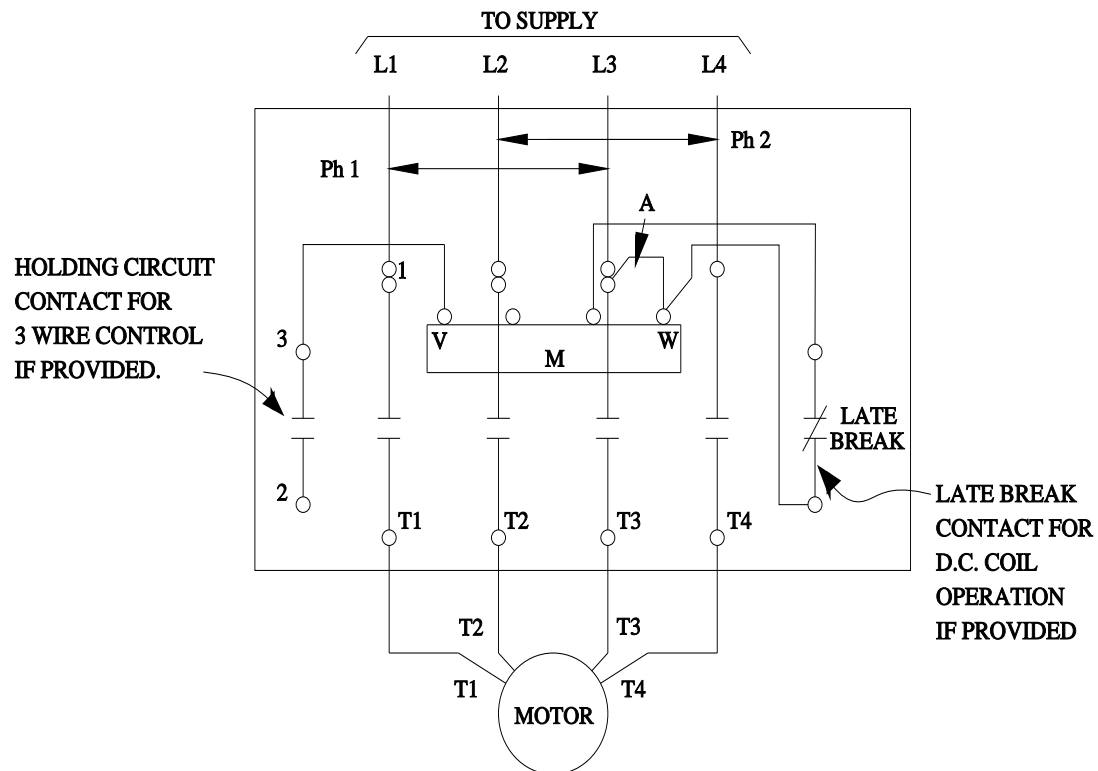 TO SUPPLY
L1
L2
L3
L4
Ph 2
Ph 1
A
HOLDING CIRCUIT
CONTACT FOR
3 WIRE CONTROL
IF PROVIDED.
1
V
W
M
3
LATE
BREAK
2
LATE BREAK
CONTACT FOR
D.C. COIL
OPERATION
IF PROVIDED
T1
T2
T3
T4
T2
T3
T1
T4
MOTOR